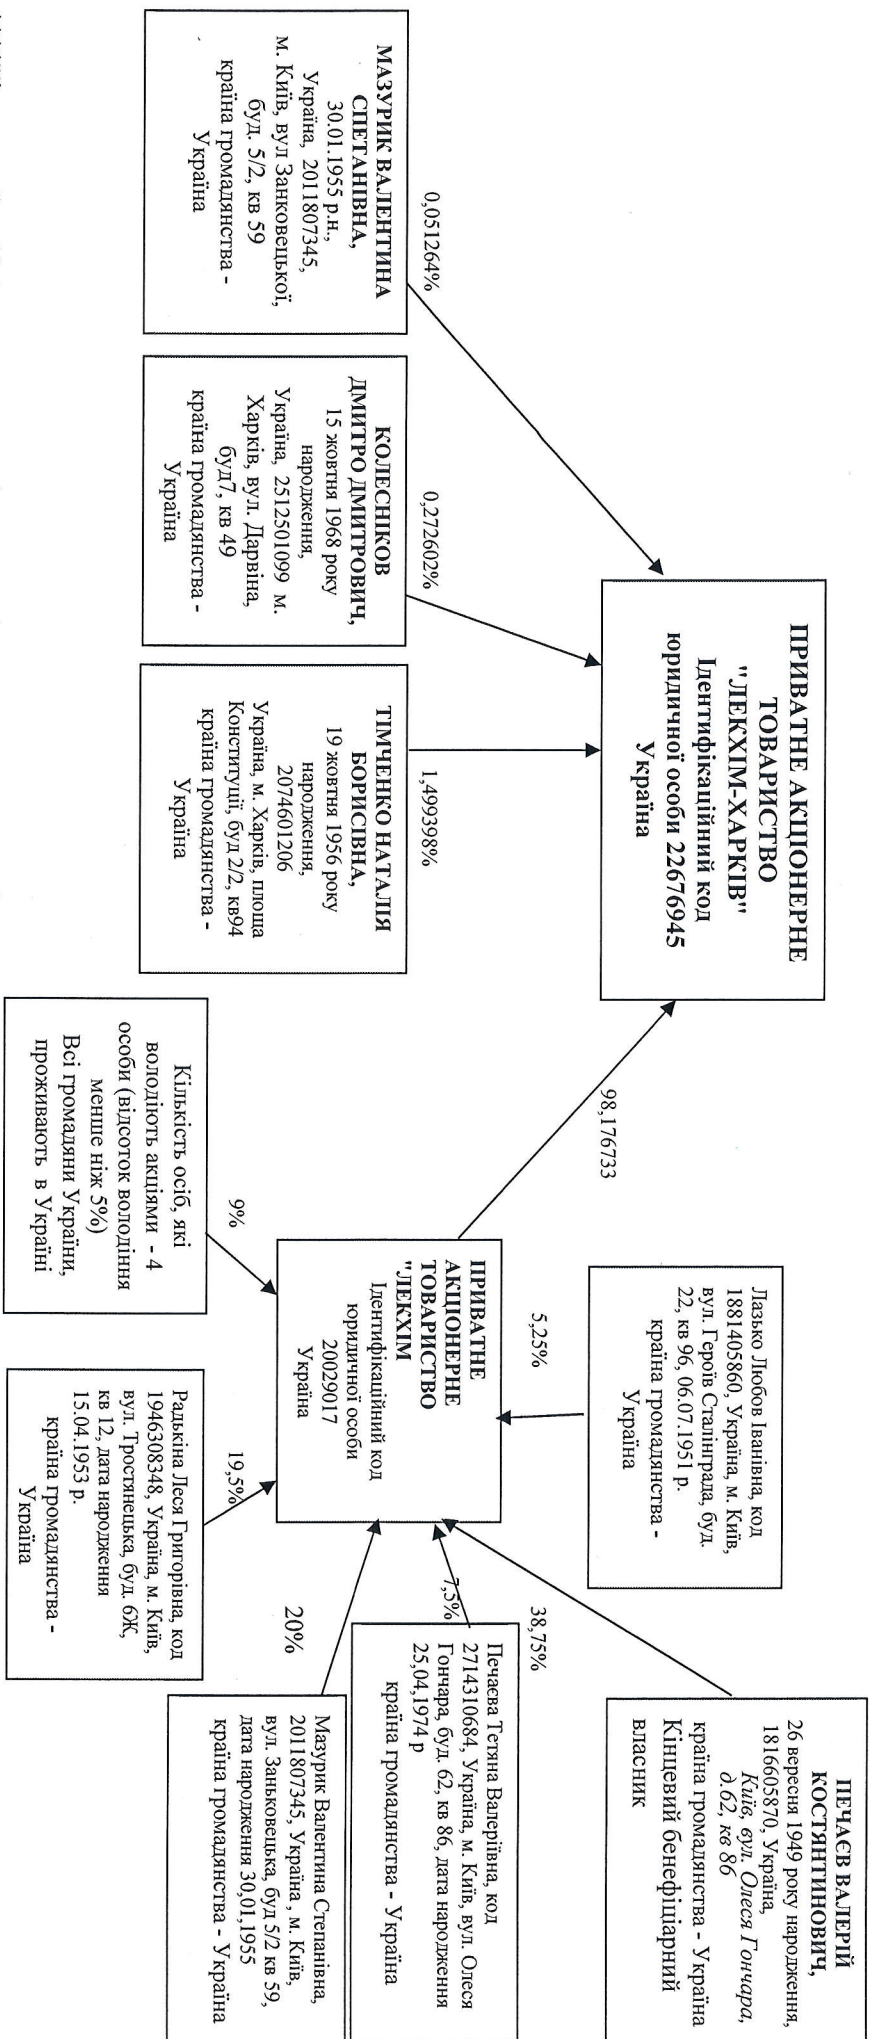 ПРИВАТНЕ АКЦІОНЕРНЕ
ТОВАРИСТВО
"ЛЕКХІМ-ХАРКІВ"
Ідентифікаційний код
юридичної особи 22676945
Україна
0,051264%
0,272602%
1,499398%
98,176733
МАЗУРИК ВАЛЕНТИНА
СПЕТАНІВНА,
30.01.1955 р.н.,
Україна, 2011807345,
м. Київ, вул Занковецької,
буд. 5/2, кв 59
країна громадянства -
Україна
КОЛЕСНІКОВ
ДМИТРО ДМИТРОВИЧ,
15 жовтня 1968 року
народження,
Україна, 2512501099 м.
Харків, вул. Дарвіна,
буд7, кв 49
країна громадянства -
Україна
ТІМЧЕНКО НАТАЛІЯ
БОРИСІВНА,
19 жовтня 1956 року
народження,
2074601206
Україна, м. Харків, площа
Конституції, буд 2/2, кв94
країна громадянства -
Україна
ПЕЧАЄВ ВАЛЕРІЙ
КОСТЯНТИНОВИЧ,
26 вересня 1949 року народження,
1816605870, Україна,
Київ, вул. Олеся Гончара,
д.62, кв 86
країна громадянства - Україна
Кінцевий бенефіціарний
власник
Лазько Любов Іванівна, код
1881405860, Україна, м. Київ,
вул. Героїв Сталінграда, буд.
22, кв 96, 06.07.1951 р.
країна громадянства -
Україна
5,25%
38,75%
7,5%
ПРИВАТНЕ
АКЦІОНЕРНЕ
ТОВАРИСТВО
"ЛЕКХІМ
Ідентифікаційний код
юридичної особи
20029017
Україна
Печаєва Тетяна Валеріївна, код
2714310684, Україна, м. Київ, вул. Олеся
Гончара, буд. 62, кв 86, дата народження
25,04,1974 р
країна громадянства - Україна
9%
19,5%
20%
Кількість осіб, які
володіють акціями - 4
особи (відсоток володіння
менше ніж 5%)
Всі громадяни України,
проживають в Україні
Радькіна Леся Григорівна, код
1946308348, Україна, м. Київ,
вул. Тростянецька, буд. 6Ж,
кв 12, дата народження
15.04.1953 р.
країна громадянства -
Україна
Мазурик Валентина Степанівна,
2011807345, Україна , м. Київ,
вул. Заньковецька, буд 5/2 кв 59,
дата народження 30,01,1955
країна громадянства - Україна